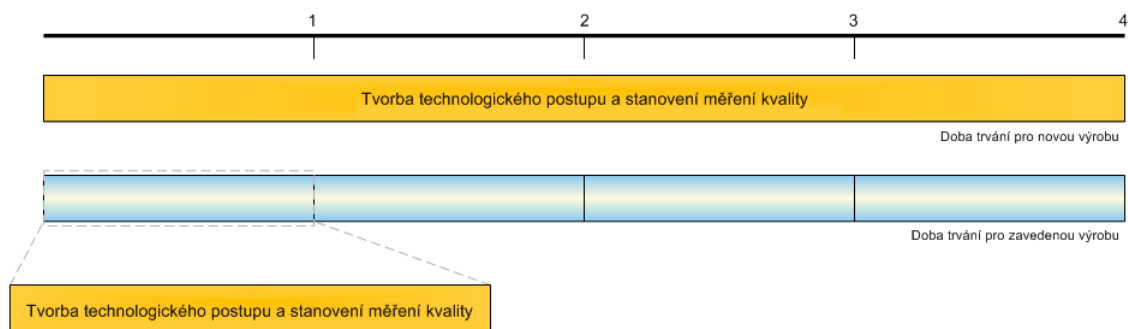 1 2 3 4
Tvorba technologického postupu a stanovení měření kvality
Doba trvání pro novou výrobu
Doba trvání pro zavedenou výrobu
Tvorba technologického postupu a stanovení měření kvality